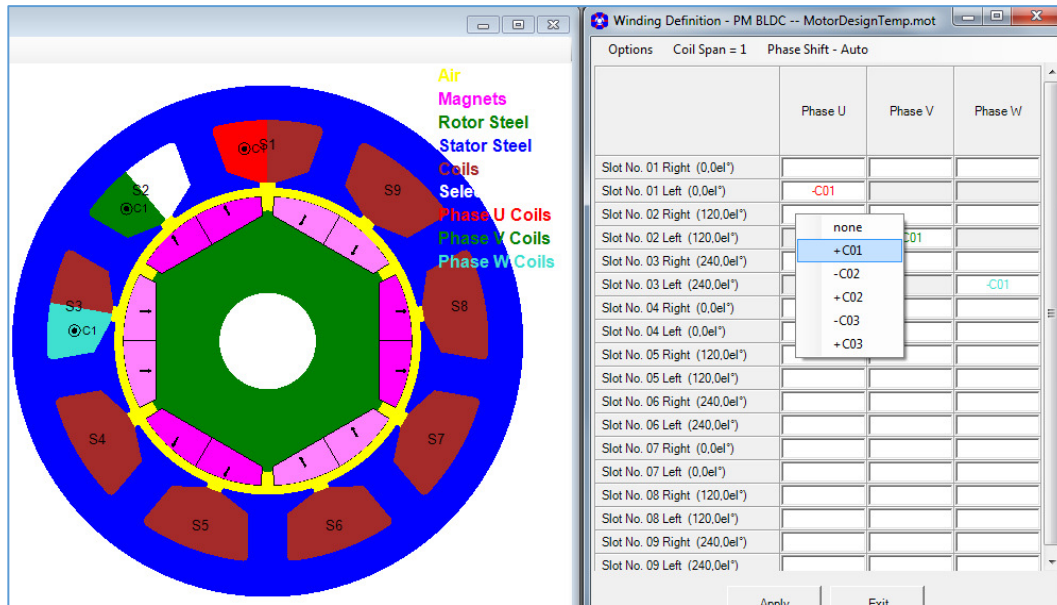 Air
Magnets
Rotor Steel
Stator Steel
Coils
Selec
Phase U Coils
Phase V Coils
Phase W Coils
S1
S2
C1
S3
C1
S4
S5
S6
S7
S8
S9
Winding Definition - PM BLDC -- MotorDesignTemp.mot
Options Coil Span = 1 Phase Shift - Auto
Phase U Phase V Phase W
Slot No. 01 Right (0,0el°)
Slot No. 01 Left (0,0el°) -C01
Slot No. 02 Right (120,0el°)
Slot No. 02 Left (120,0el°) C01
Slot No. 03 Right (240,0el°)
Slot No. 03 Left (240,0el°) -C01
Slot No. 04 Right (0,0el°)
Slot No. 04 Left (0,0el°)
Slot No. 05 Right (120,0el°)
Slot No. 05 Left (120,0el°)
Slot No. 06 Right (240,0el°)
Slot No. 06 Left (240,0el°)
Slot No. 07 Right (0,0el°)
Slot No. 07 Left (0,0el°)
Slot No. 08 Right (120,0el°)
Slot No. 08 Left (120,0el°)
Slot No. 09 Right (240,0el°)
Slot No. 09 Left (240,0el°)
none
+C01
-C02
+C02
-C03
+C03
Apply Exit